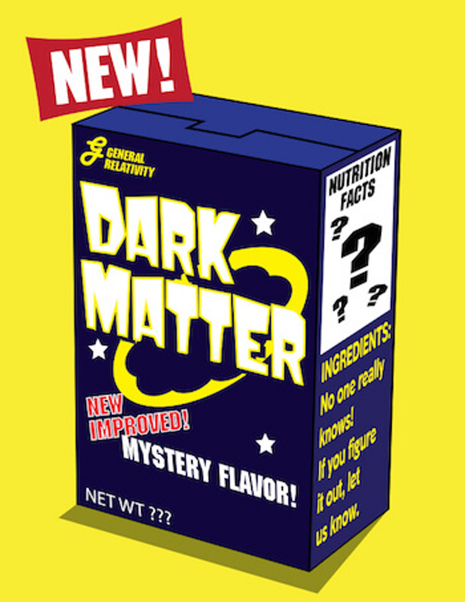 NEW!
GENERAL
RELATIVITY
DARK
MATTER
NEW
IMPROVED!
MYSTERY FLAVOR!
NET WT ???
NUTRITION
FACTS
?
?
?
?
INGREDIENTS:
No one really
knows!
If you figure
it out, let
us know.